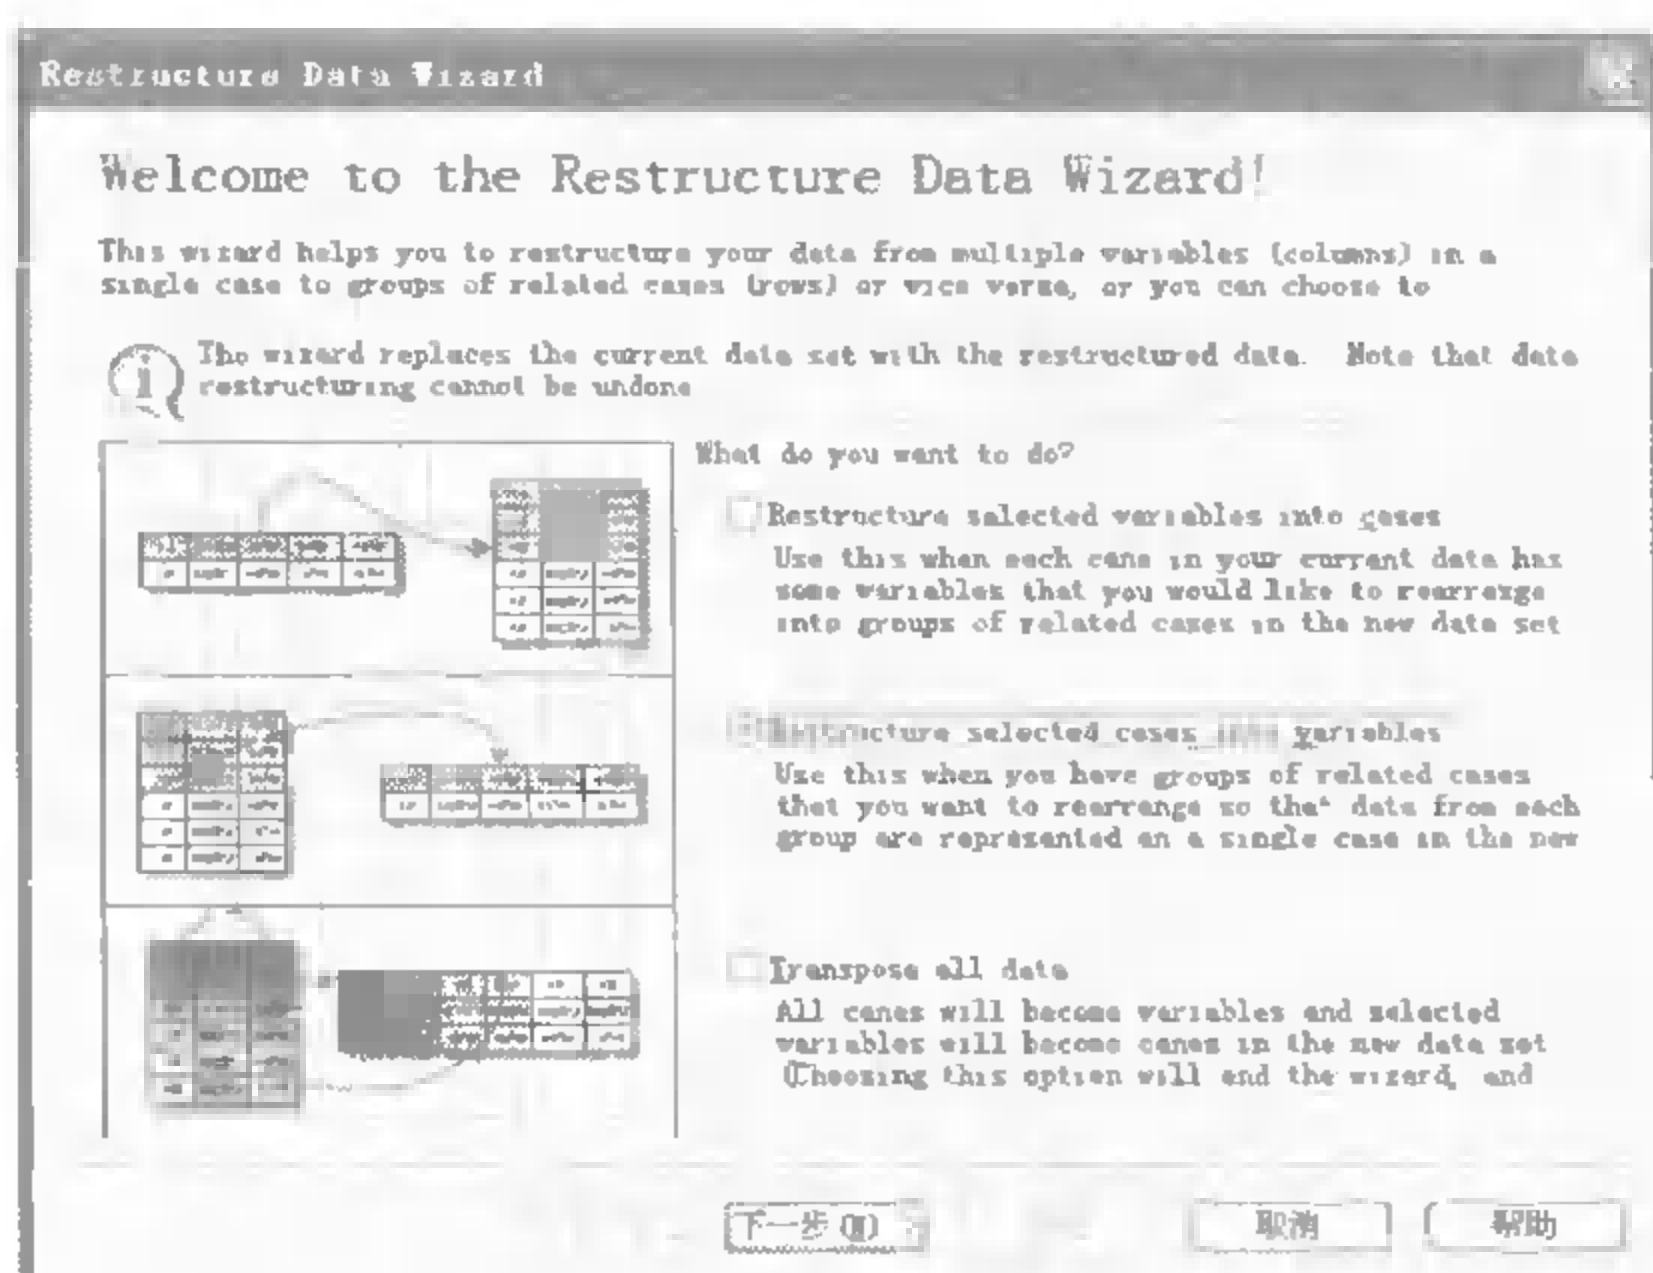 Restructure Data Wizard
Welcome to the Restructure Data Wizard!
This wizard helps you to restructure your data from multiple variables (columns) in a
single case to groups of related cases (rows) or vice versa, or you can choose to
The wizard replaces the current data set with the restructured data. Note that data
restructuring cannot be undone
What do you want to do?
Restructure selected variables into cases
Use this when each case in your current data has
some variables that you would like to rearrange
into groups of related cases in the new data set
Restructure selected cases into variables
Use this when you have groups of related cases
that you want to rearrange so that data from each
group are represented as a single case in the new
Transpose all data
All cases will become variables and selected
variables will become cases in the new data set
(Choosing this option will end the wizard, and
下一步(N) >
取消
帮助